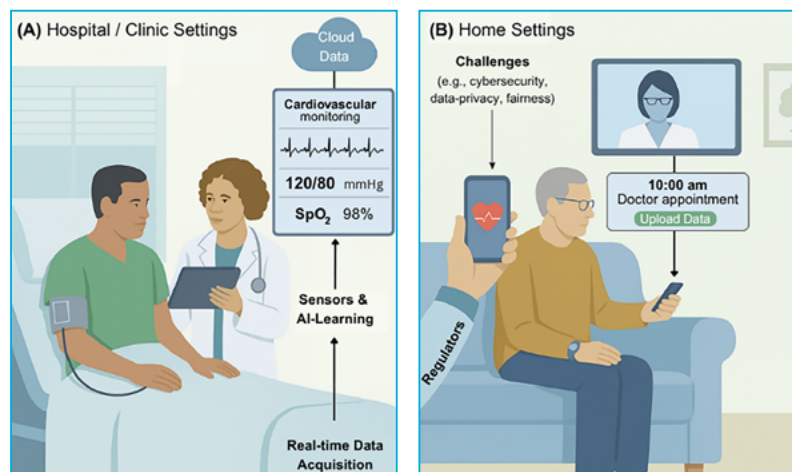 (A) Hospital / Clinic Settings
Cloud
Data
Cardiovascular
monitoring
120/80 mmHg
SpO₂ 98%
Sensors &
AI-Learning
Real-time Data
Acquisition
(B) Home Settings
Challenges
(e.g., cybersecurity,
data-privacy, fairness)
10:00 am
Doctor appointment
Upload Data
Regulators